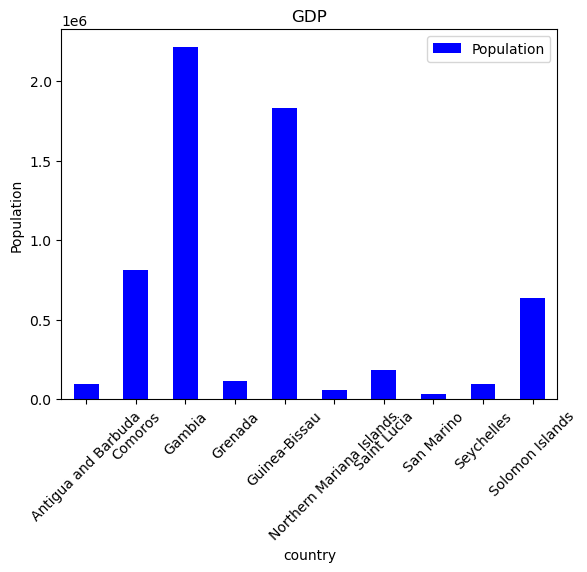 GDP
1e6
Population
2.0
1.5
1.0
0.5
0.0
Population
Antigua and Barbuda
Comoros
Gambia
Grenada
Guinea-Bissau
Northern Mariana Islands
Saint Lucia
San Marino
Seychelles
Solomon Islands
country